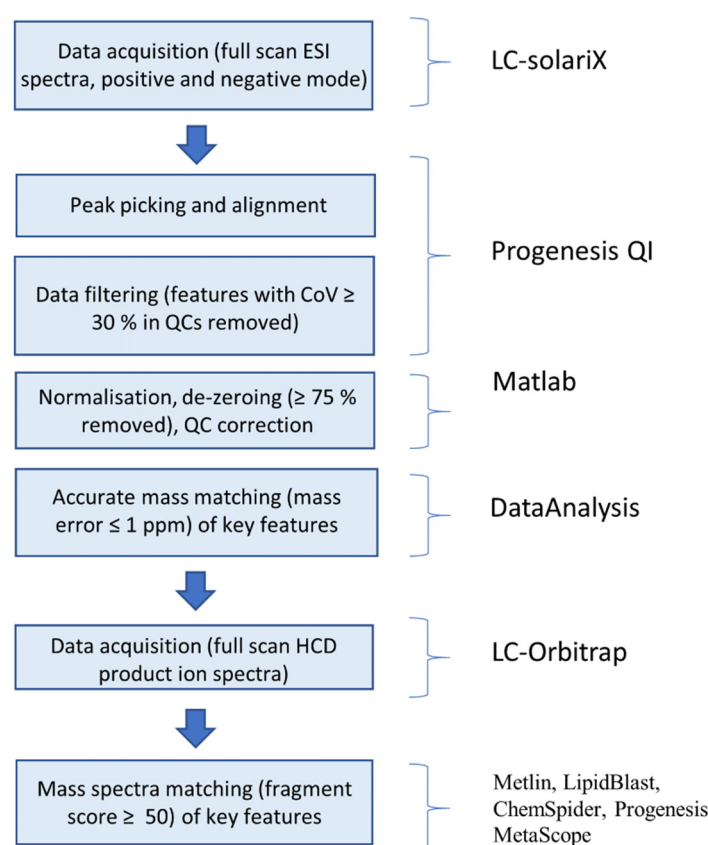 Data acquisition (full scan ESI
spectra, positive and negative mode)
LC-solariX
Peak picking and alignment
Data filtering (features with CoV ≥
30 % in QCs removed)
Progenesis QI
Normalisation, de-zeroing (≥ 75 %
removed), QC correction
Matlab
Accurate mass matching (mass
error ≤ 1 ppm) of key features
DataAnalysis
Data acquisition (full scan HCD
product ion spectra)
LC-Orbitrap
Mass spectra matching (fragment
score ≥ 50) of key features
Metlin, LipidBlast,
ChemSpider, Progenesis
MetaScope